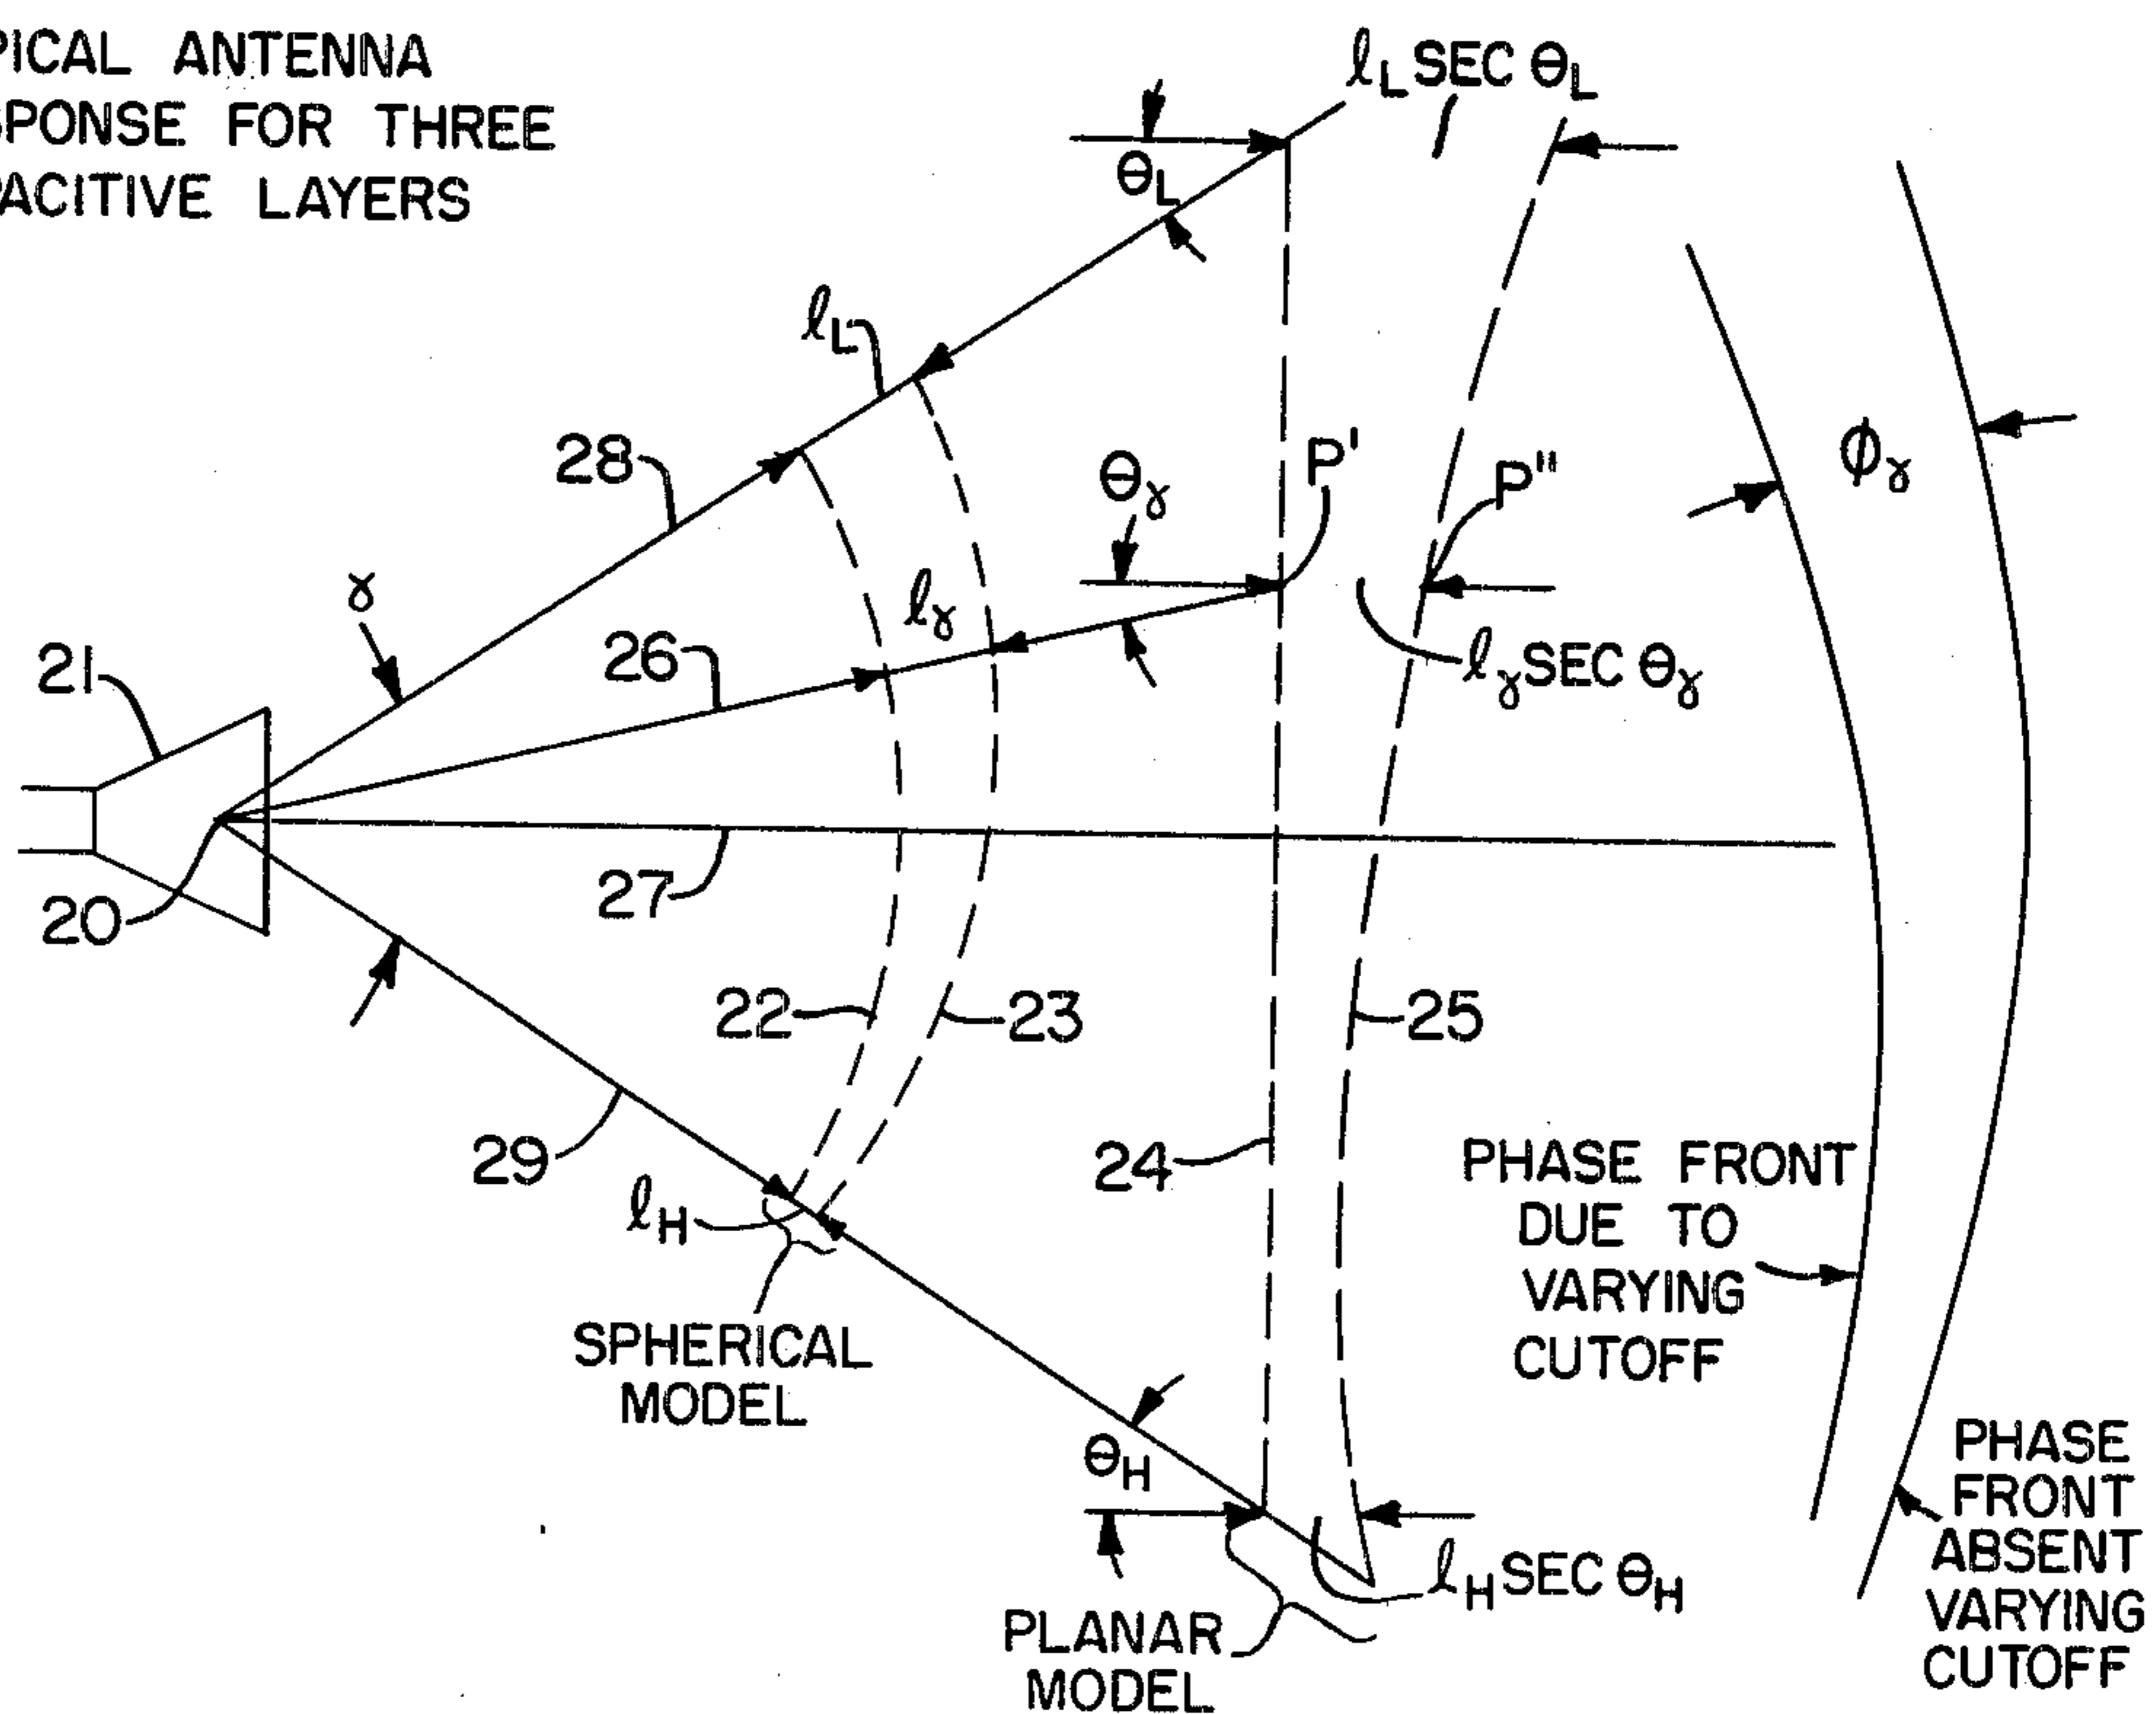 PICAL ANTENNA
SPONSE FOR THREE
PACITIVE LAYERS
ℓL SEC θL
θL
ℓL
28
θγ
P'
P"
ϕγ
γ
ℓγ
26
ℓγ SEC θγ
21
27
20
22
23
25
29
24
ℓH
PHASE FRONT
DUE TO
VARYING
CUTOFF
SPHERICAL
MODEL
θH
PHASE
FRONT
ABSENT
VARYING
CUTOFF
ℓH SEC θH
PLANAR
MODEL